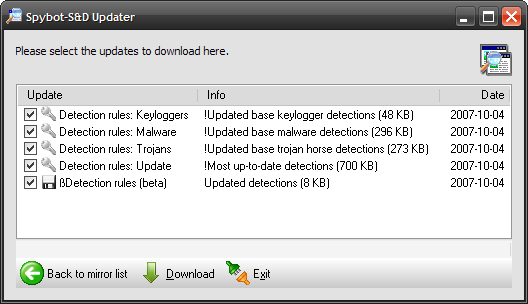 Spybot-S&D Updater
Please select the updates to download here.
Update Info Date
Detection rules: Keyloggers !Updated base keylogger detections (48 KB) 2007-10-04
Detection rules: Malware !Updated base malware detections (296 KB) 2007-10-04
Detection rules: Trojans !Updated base trojan horse detections (273 KB) 2007-10-04
Detection rules: Update !Most up-to-date detections (700 KB) 2007-10-04
ßDetection rules (beta) Updated detections (8 KB) 2007-10-04
Back to mirror list Download Exit